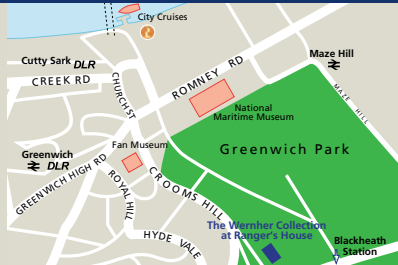 City Cruises
Cutty Sark DLR
Maze Hill
CREEK RD
CHURCH ST
ROMNEY RD
MAZE HILL
National
Maritime Museum
Fan Museum
Greenwich Park
Greenwich
DLR
GREENWICH HIGH RD
ROYAL HILL
CROOMS HILL
HYDE VALE
The Wernher Collection
at Ranger's House
Blackheath
Station